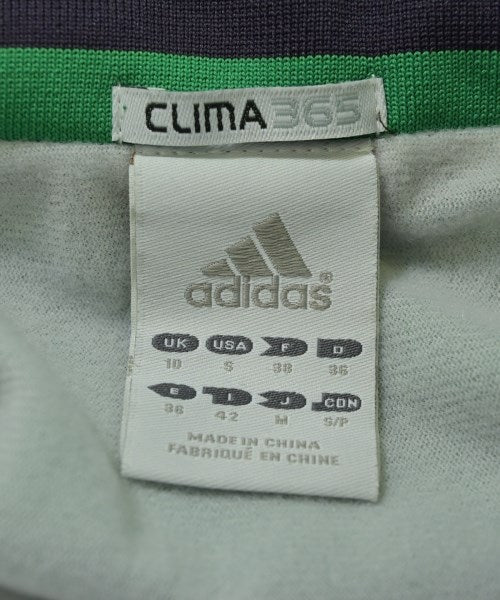 CLIMA365
adidas®
UK USA F D
10 S 38 36
E I J CDN
36 42 M S/P
MADE IN CHINA
FABRIQUÉ EN CHINE